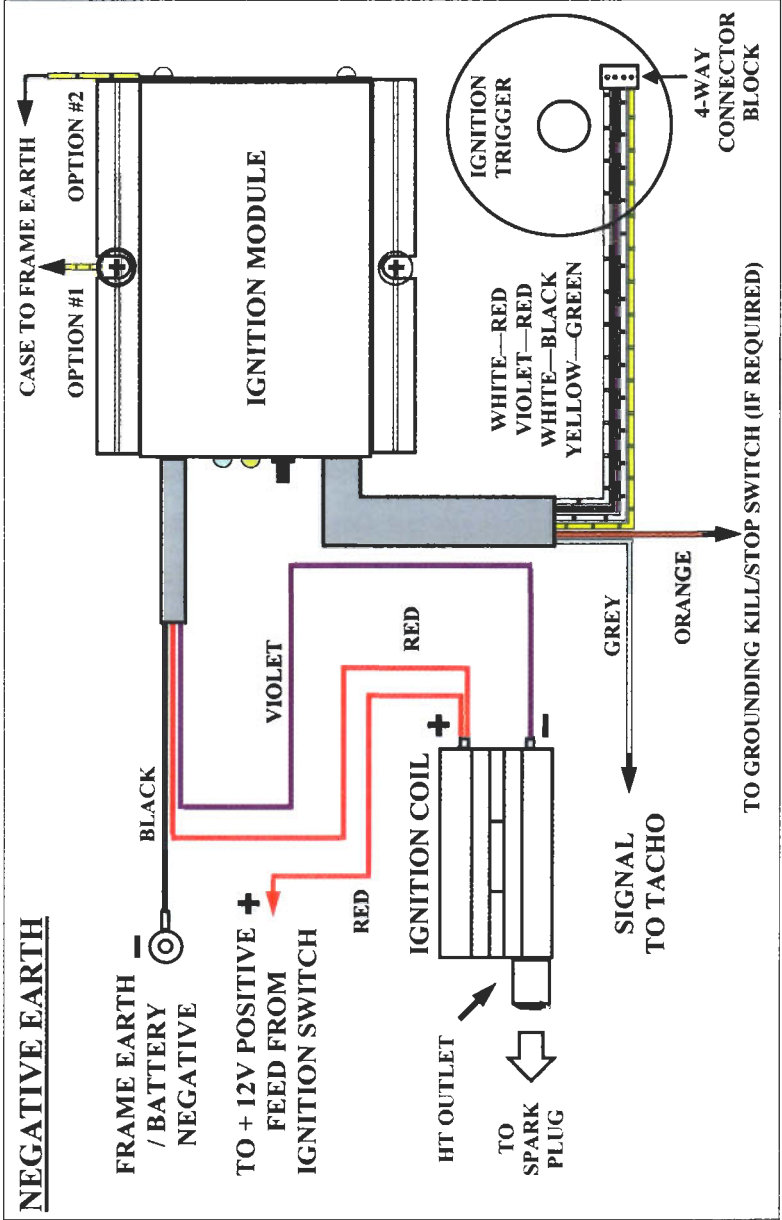 NEGATIVE EARTH
FRAME EARTH
/ BATTERY
NEGATIVE
−
BLACK
TO + 12V POSITIVE
FEED FROM
IGNITION SWITCH
+
RED
VIOLET
RED
CASE TO FRAME EARTH
OPTION #1
OPTION #2
IGNITION MODULE
IGNITION COIL
+
−
HT OUTLET
TO
SPARK
PLUG
SIGNAL
TO TACHO
GREY
ORANGE
TO GROUNDING KILL/STOP SWITCH (IF REQUIRED)
WHITE—RED
VIOLET—RED
WHITE—BLACK
YELLOW—GREEN
IGNITION
TRIGGER
4-WAY
CONNECTOR
BLOCK